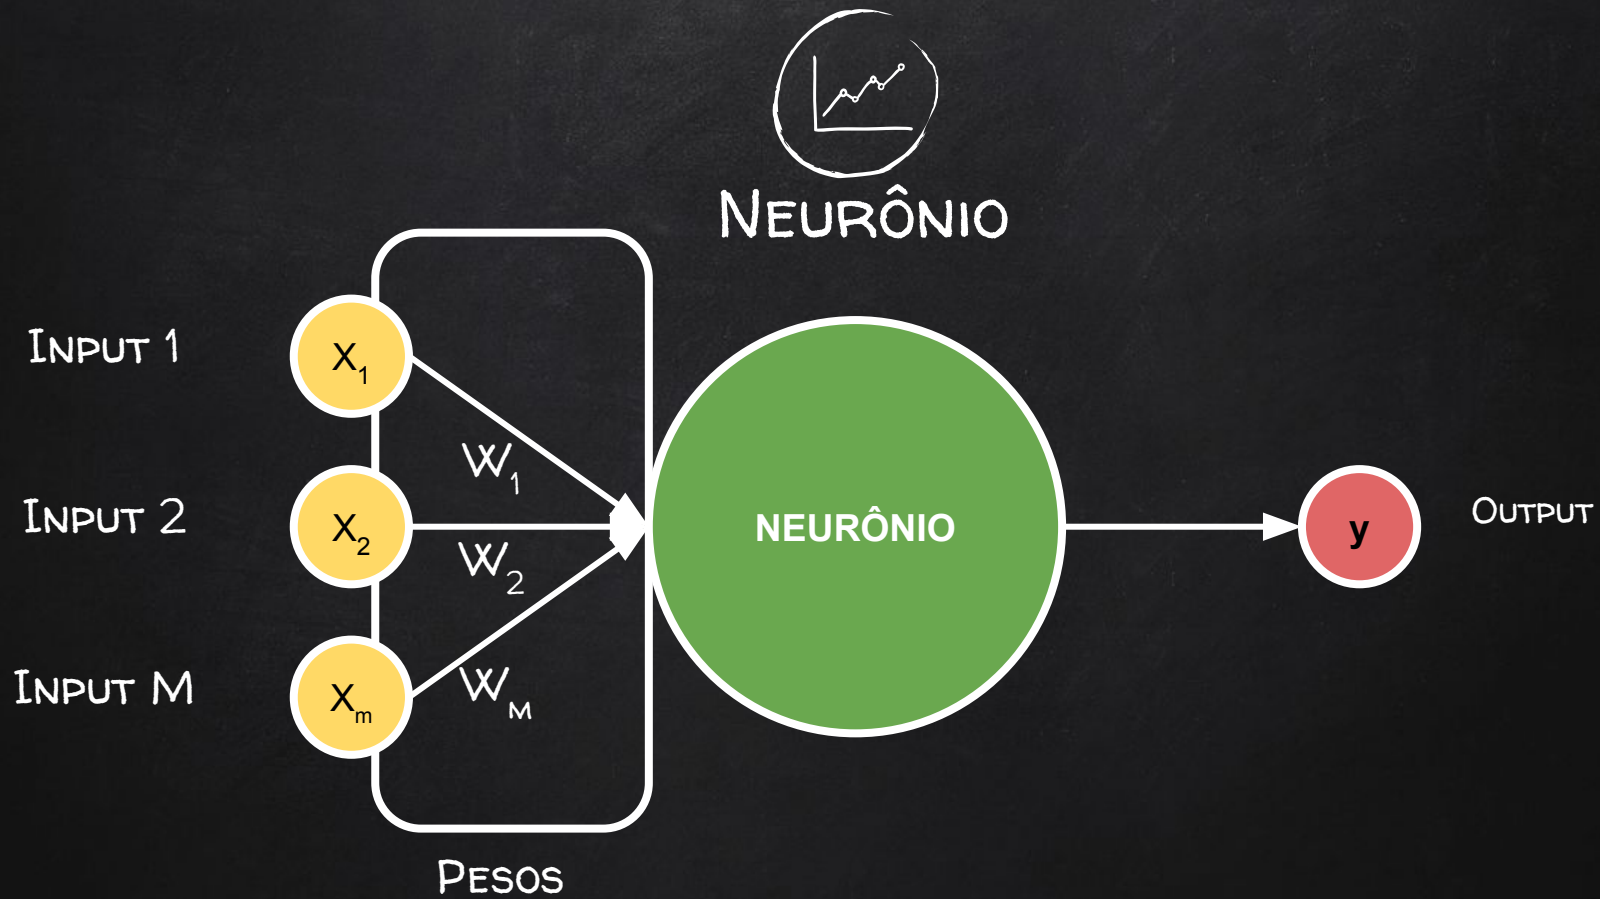 NEURÔNIO
INPUT 1
X1
W1
INPUT 2
X2
W2
NEURÔNIO
y
OUTPUT
INPUT M
Xm
WM
PESOS